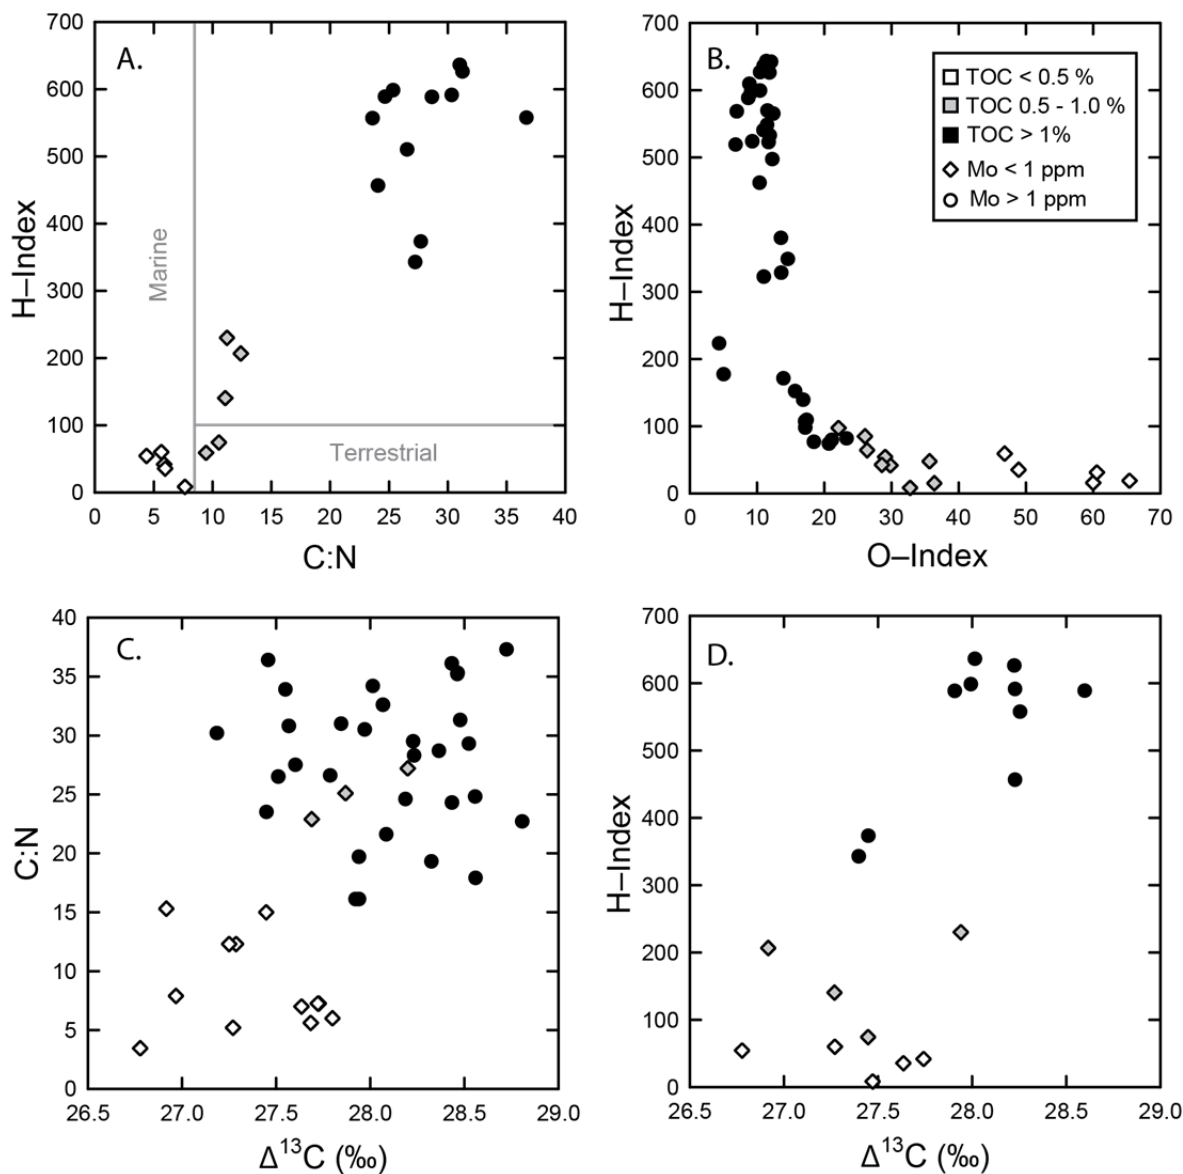 A.
700
600
500
400
300
200
100
0
H–Index
Marine
Terrestrial
0 5 10 15 20 25 30 35 40
C:N
B.
700
600
500
400
300
200
100
0
H–Index
TOC < 0.5 %
TOC 0.5 - 1.0 %
TOC > 1%
Mo < 1 ppm
Mo > 1 ppm
0 10 20 30 40 50 60 70
O–Index
C.
40
35
30
25
20
15
10
5
0
C:N
26.5 27.0 27.5 28.0 28.5 29.0
Δ¹³C (‰)
D.
700
600
500
400
300
200
100
0
H–Index
26.5 27.0 27.5 28.0 28.5 29.0
Δ¹³C (‰)